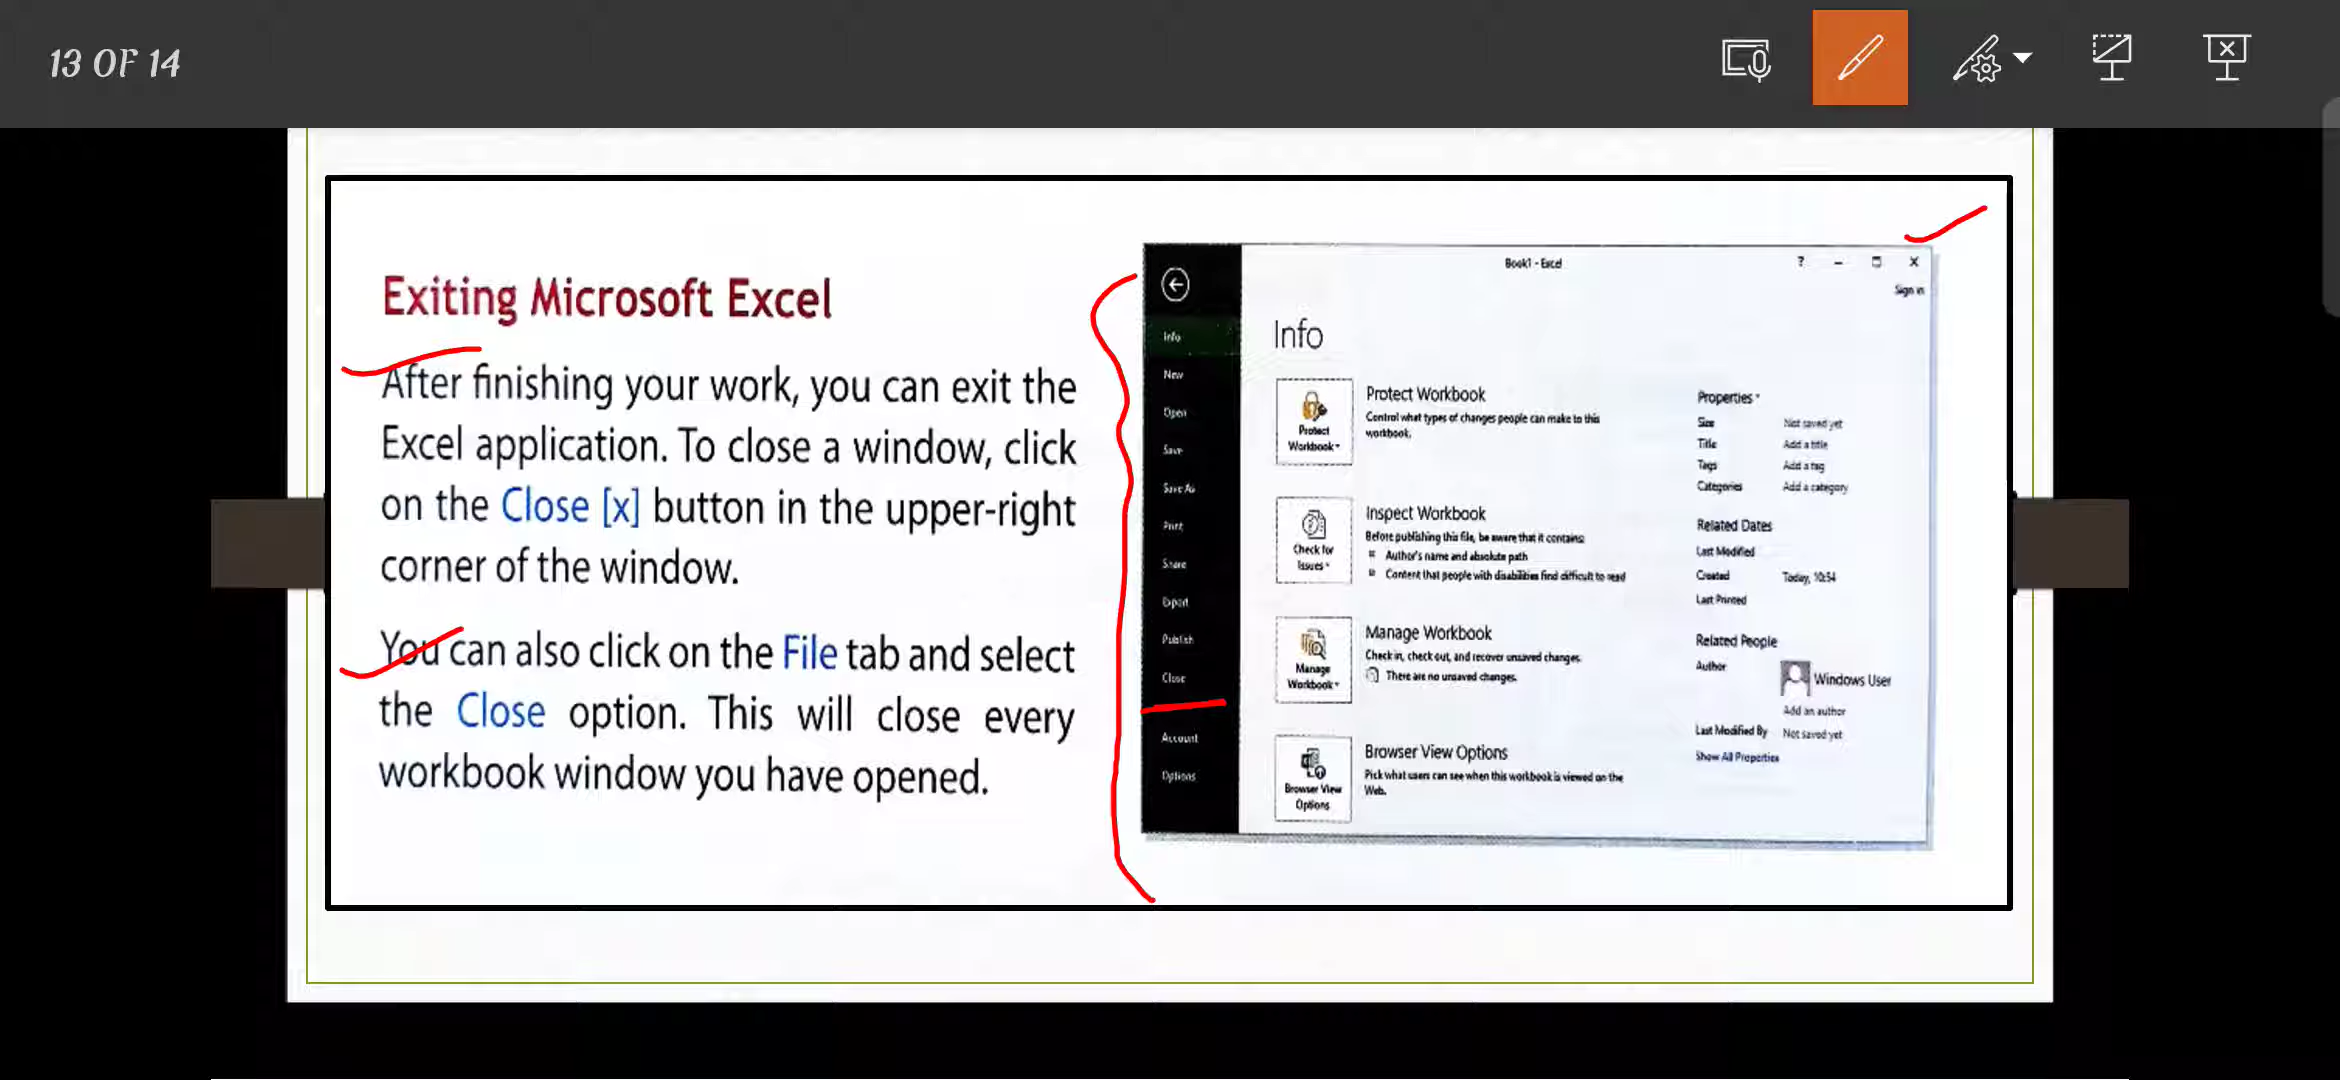 13 OF 14
Exiting Microsoft Excel
After finishing your work, you can exit the
Excel application. To close a window, click
on the Close [x] button in the upper-right
corner of the window.
You can also click on the File tab and select
the Close option. This will close every
workbook window you have opened.
Book1 - Excel
?
Sign in
Info
New
Open
Save
Save As
Print
Share
Export
Publish
Close
Account
Options
Info
Protect Workbook
Control what types of changes people can make to this
workbook.
Protect
Workbook
Inspect Workbook
Before publishing this file, be aware that it contains:
Author's name and absolute path
Content that people with disabilities find difficult to read
Check for
Issues
Manage Workbook
Check in, check out, and recover unsaved changes.
There are no unsaved changes.
Manage
Workbook
Browser View Options
Pick what users can see when this workbook is viewed on the
Web.
Browser View
Options
Properties
Size Not saved yet
Title Add a title
Tags Add a tag
Categories Add a category
Related Dates
Last Modified
Created Today, 10:54
Last Printed
Related People
Author Windows User
Add an author
Last Modified By Not saved yet
Show All Properties